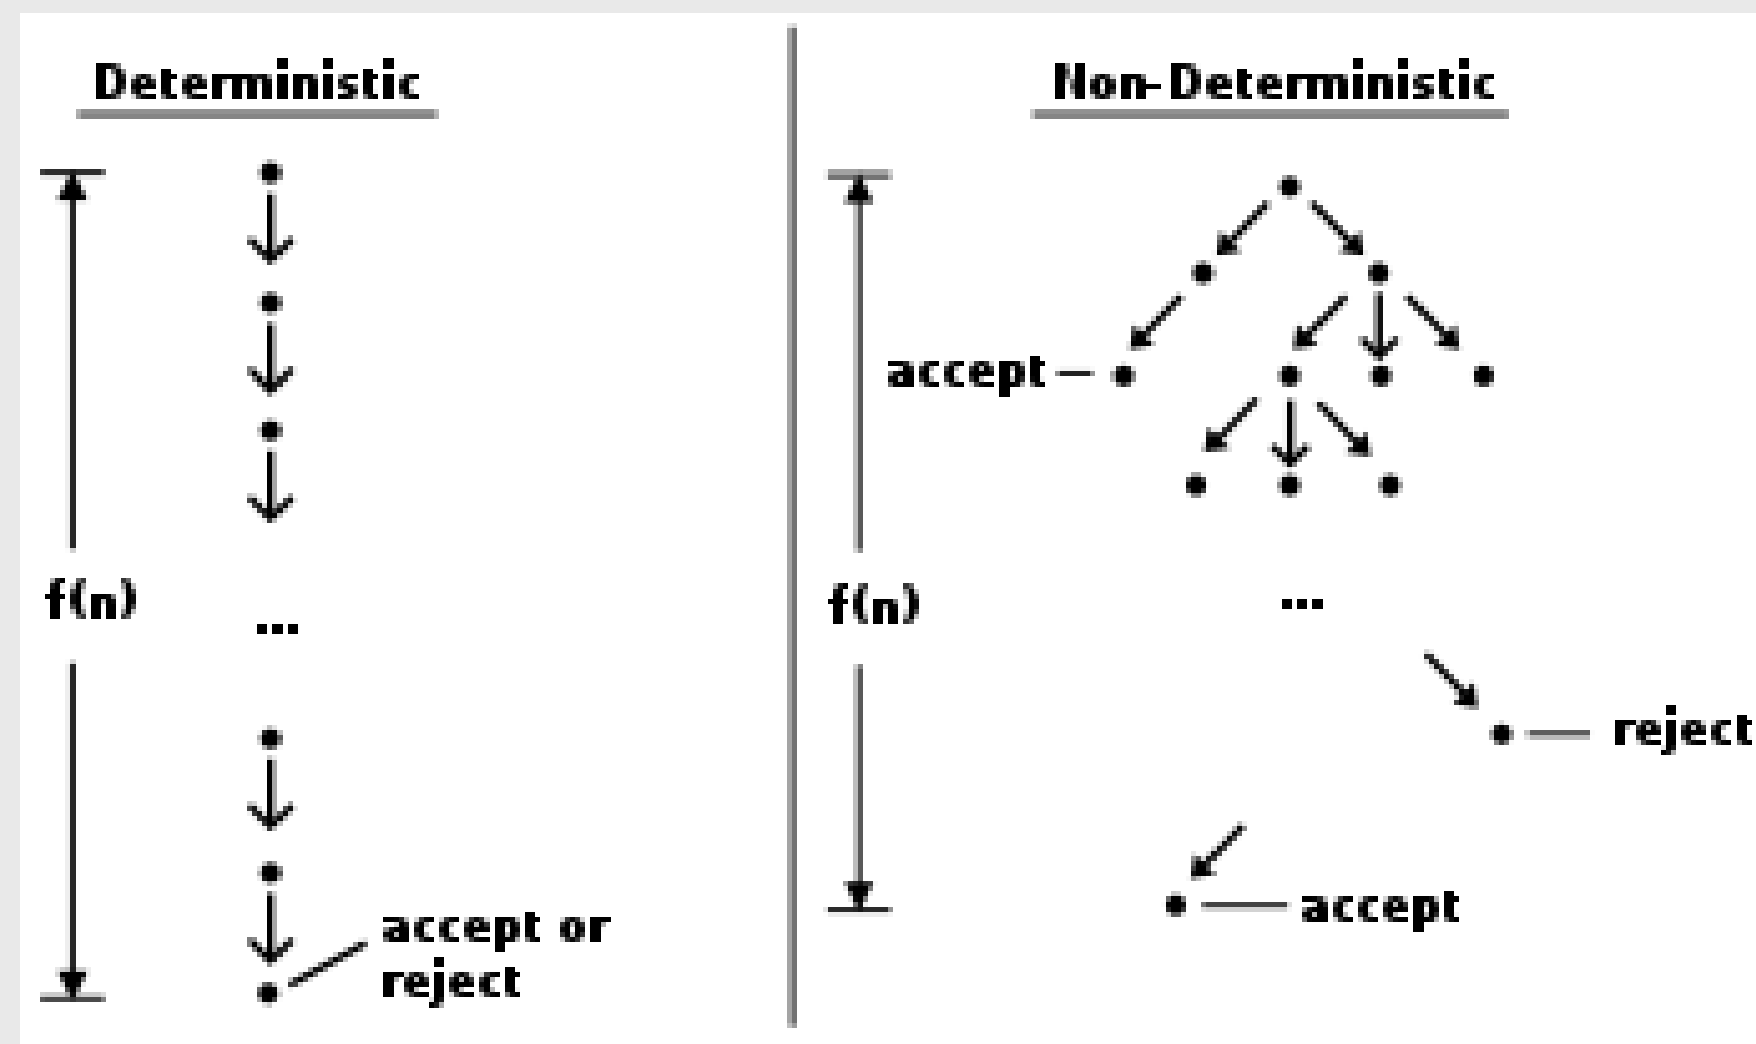 Deterministic
f(n)
...
accept or
reject
Non-Deterministic
accept
f(n)
...
reject
accept